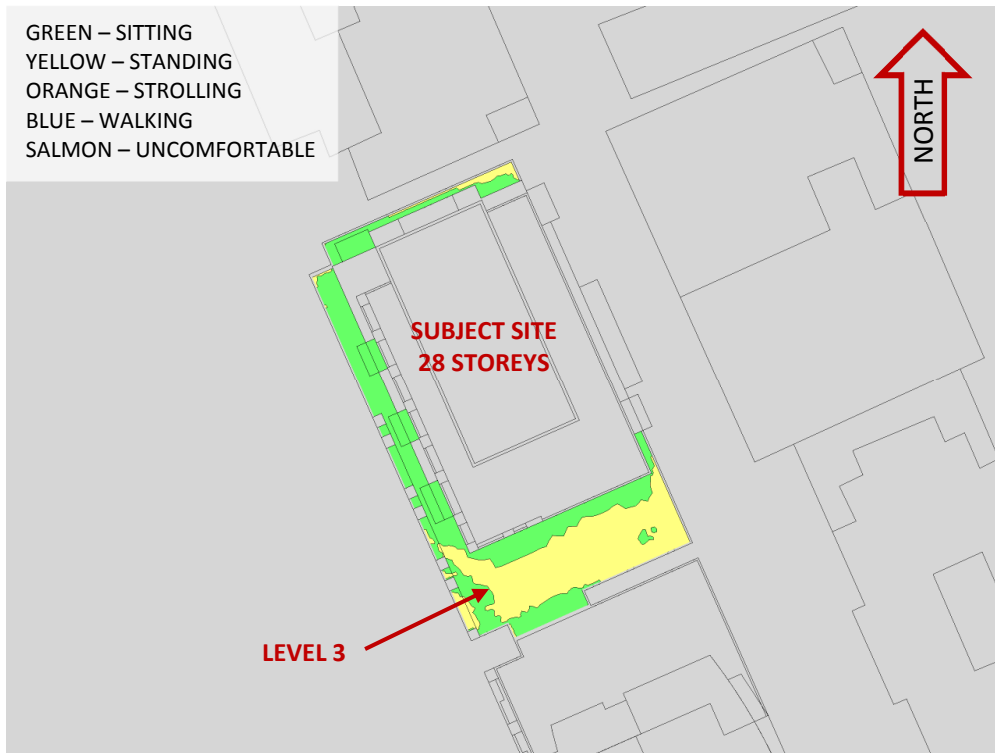 GREEN – SITTING
YELLOW – STANDING
ORANGE – STROLLING
BLUE – WALKING
SALMON – UNCOMFORTABLE
NORTH
SUBJECT SITE
28 STOREYS
LEVEL 3